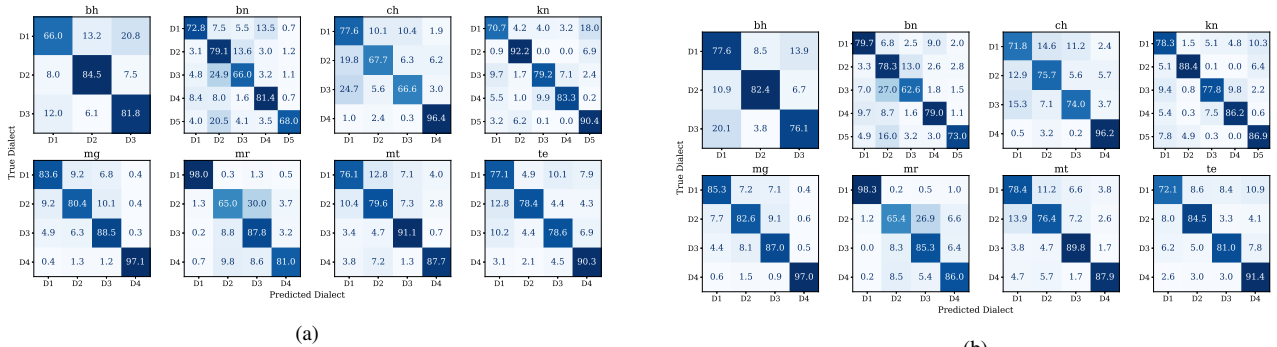 bh
D1 66.0 13.2 20.8
D2 8.0 84.5 7.5
D3 12.0 6.1 81.8
D1 D2 D3
bn
D1 72.8 7.5 5.5 13.5 0.7
D2 3.1 79.1 13.6 3.0 1.2
D3 4.8 24.9 66.0 3.2 1.1
D4 8.4 8.0 1.6 81.4 0.7
D5 4.0 20.5 4.1 3.5 68.0
D1 D2 D3 D4 D5
ch
D1 77.6 10.1 10.4 1.9
D2 19.8 67.7 6.3 6.2
D3 24.7 5.6 66.6 3.0
D4 1.0 2.4 0.3 96.4
D1 D2 D3 D4
kn
D1 70.7 4.2 4.0 3.2 18.0
D2 0.9 92.2 0.0 0.0 6.9
D3 9.7 1.7 79.2 7.1 2.4
D4 5.5 1.0 9.9 83.3 0.2
D5 3.2 6.2 0.1 0.0 90.4
D1 D2 D3 D4 D5
True Dialect
mg
D1 83.6 9.2 6.8 0.4
D2 9.2 80.4 10.1 0.4
D3 4.9 6.3 88.5 0.3
D4 0.4 1.3 1.2 97.1
D1 D2 D3 D4
mr
D1 98.0 0.3 1.3 0.5
D2 1.3 65.0 30.0 3.7
D3 0.2 8.8 87.8 3.2
D4 0.7 9.8 8.6 81.0
D1 D2 D3 D4
mt
D1 76.1 12.8 7.1 4.0
D2 10.4 79.6 7.3 2.8
D3 3.4 4.7 91.1 0.7
D4 3.8 7.2 1.3 87.7
D1 D2 D3 D4
te
D1 77.1 4.9 10.1 7.9
D2 12.8 78.4 4.4 4.3
D3 10.2 4.4 78.6 6.9
D4 3.1 2.1 4.5 90.3
D1 D2 D3 D4
Predicted Dialect
(a)
bh
D1 77.6 8.5 13.9
D2 10.9 82.4 6.7
D3 20.1 3.8 76.1
D1 D2 D3
bn
D1 79.7 6.8 2.5 9.0 2.0
D2 3.3 78.3 13.0 2.6 2.8
D3 7.0 27.0 62.6 1.8 1.5
D4 9.7 8.7 1.6 79.0 1.1
D5 4.9 16.0 3.2 3.0 73.0
D1 D2 D3 D4 D5
ch
D1 71.8 14.6 11.2 2.4
D2 12.9 75.7 5.6 5.7
D3 15.3 7.1 74.0 3.7
D4 0.5 3.2 0.2 96.2
D1 D2 D3 D4
kn
D1 78.3 1.5 5.1 4.8 10.3
D2 5.1 88.4 0.1 0.0 6.4
D3 9.4 0.8 77.8 9.8 2.2
D4 5.4 0.3 7.5 86.2 0.6
D5 7.8 4.9 0.3 0.0 86.9
D1 D2 D3 D4 D5
True Dialect
mg
D1 85.3 7.2 7.1 0.4
D2 7.7 82.6 9.1 0.6
D3 4.4 8.1 87.0 0.5
D4 0.6 1.5 0.9 97.0
D1 D2 D3 D4
mr
D1 98.3 0.2 0.5 1.0
D2 1.2 65.4 26.9 6.6
D3 0.0 8.3 85.3 6.4
D4 0.2 8.5 5.4 86.0
D1 D2 D3 D4
mt
D1 78.4 11.2 6.6 3.8
D2 13.9 76.4 7.2 2.6
D3 3.8 4.7 89.8 1.7
D4 4.7 5.7 1.7 87.9
D1 D2 D3 D4
te
D1 72.1 8.6 8.4 10.9
D2 8.0 84.5 3.3 4.1
D3 6.2 5.0 81.0 7.8
D4 2.6 3.0 3.0 91.4
D1 D2 D3 D4
Predicted Dialect